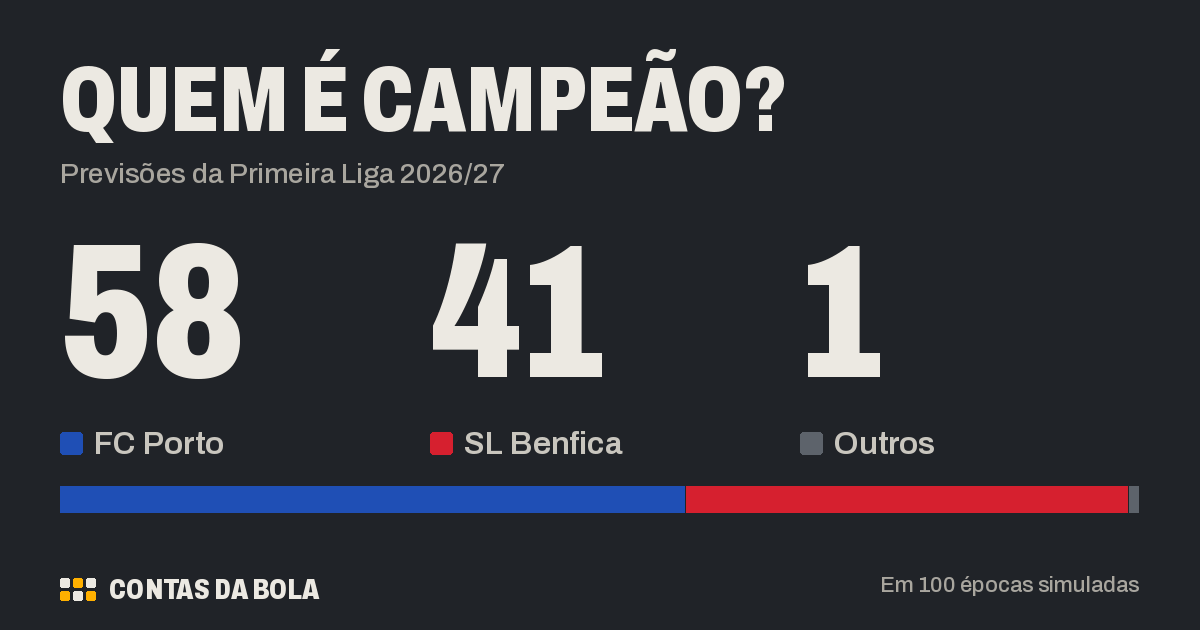 QUEM É CAMPEÃO?
Previsões da Primeira Liga 2026/27
58 41 1
FC Porto SL Benfica Outros
CONTAS DA BOLA
Em 100 épocas simuladas